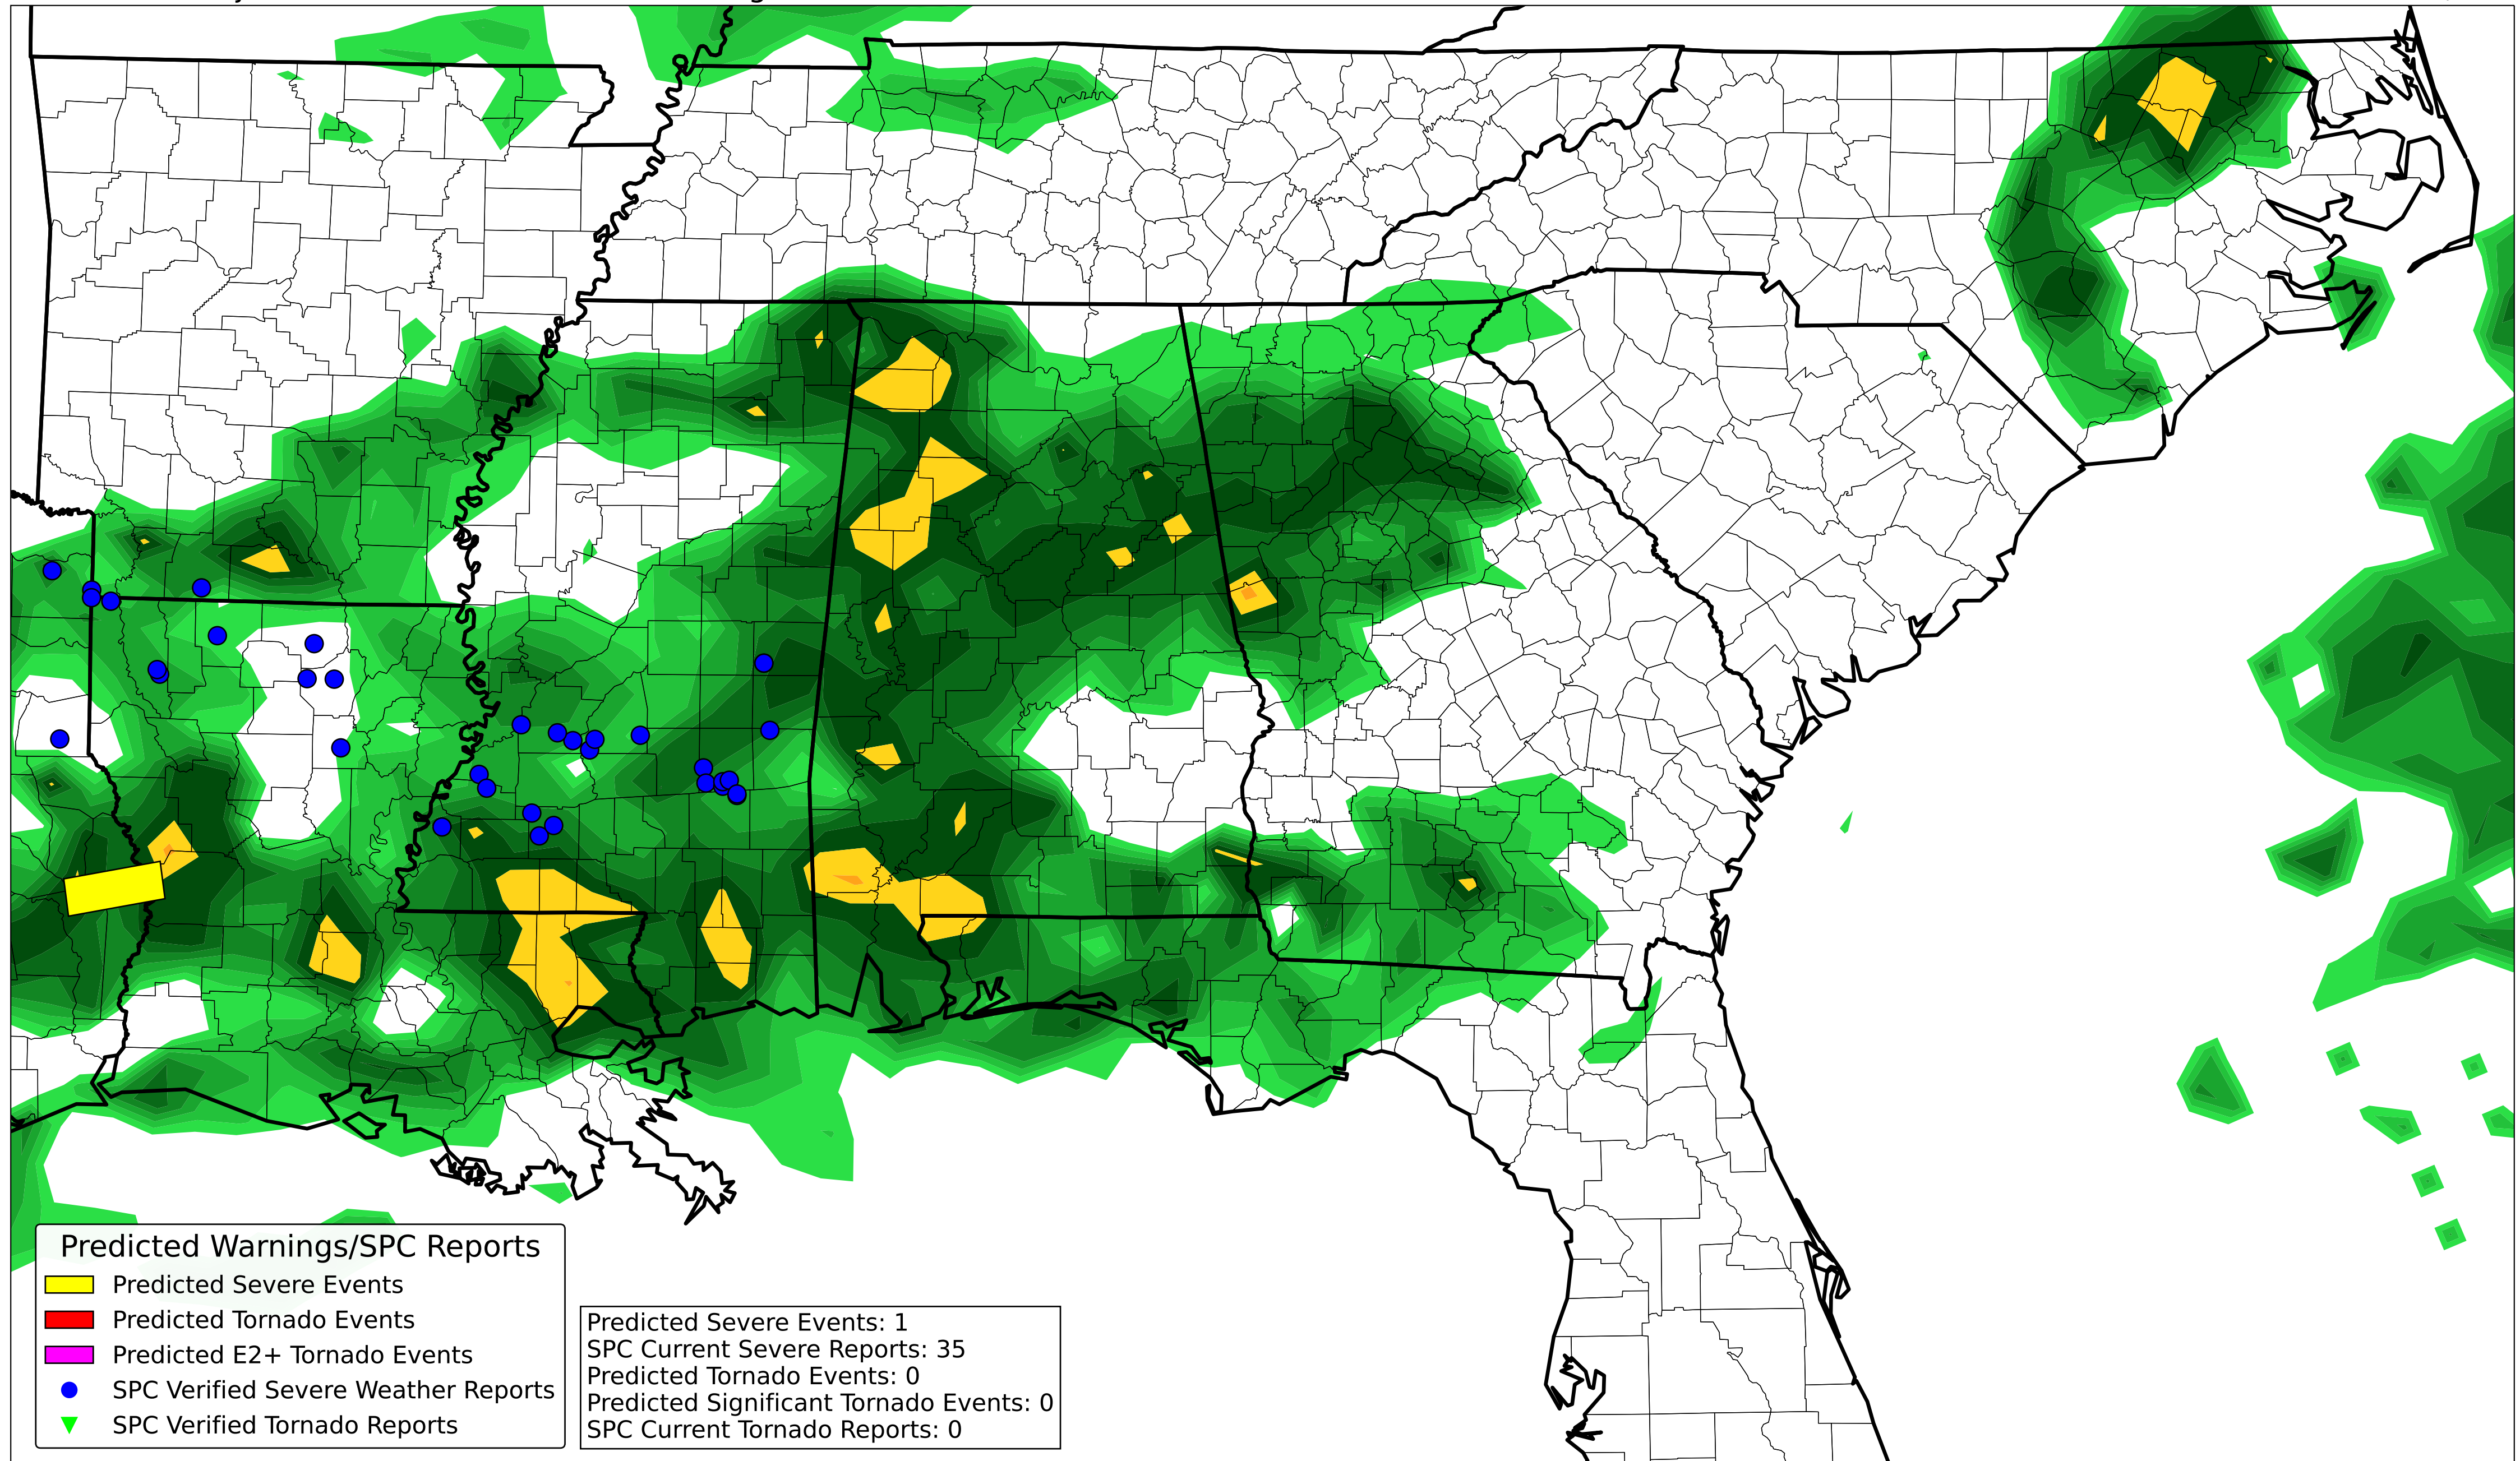 Predicted Warnings/SPC Reports
Predicted Severe Events
Predicted Tornado Events
Predicted E2+ Tornado Events
SPC Verified Severe Weather Reports
SPC Verified Tornado Reports
Predicted Severe Events: 1
SPC Current Severe Reports: 35
Predicted Tornado Events: 0
Predicted Significant Tornado Events: 0
SPC Current Tornado Reports: 0